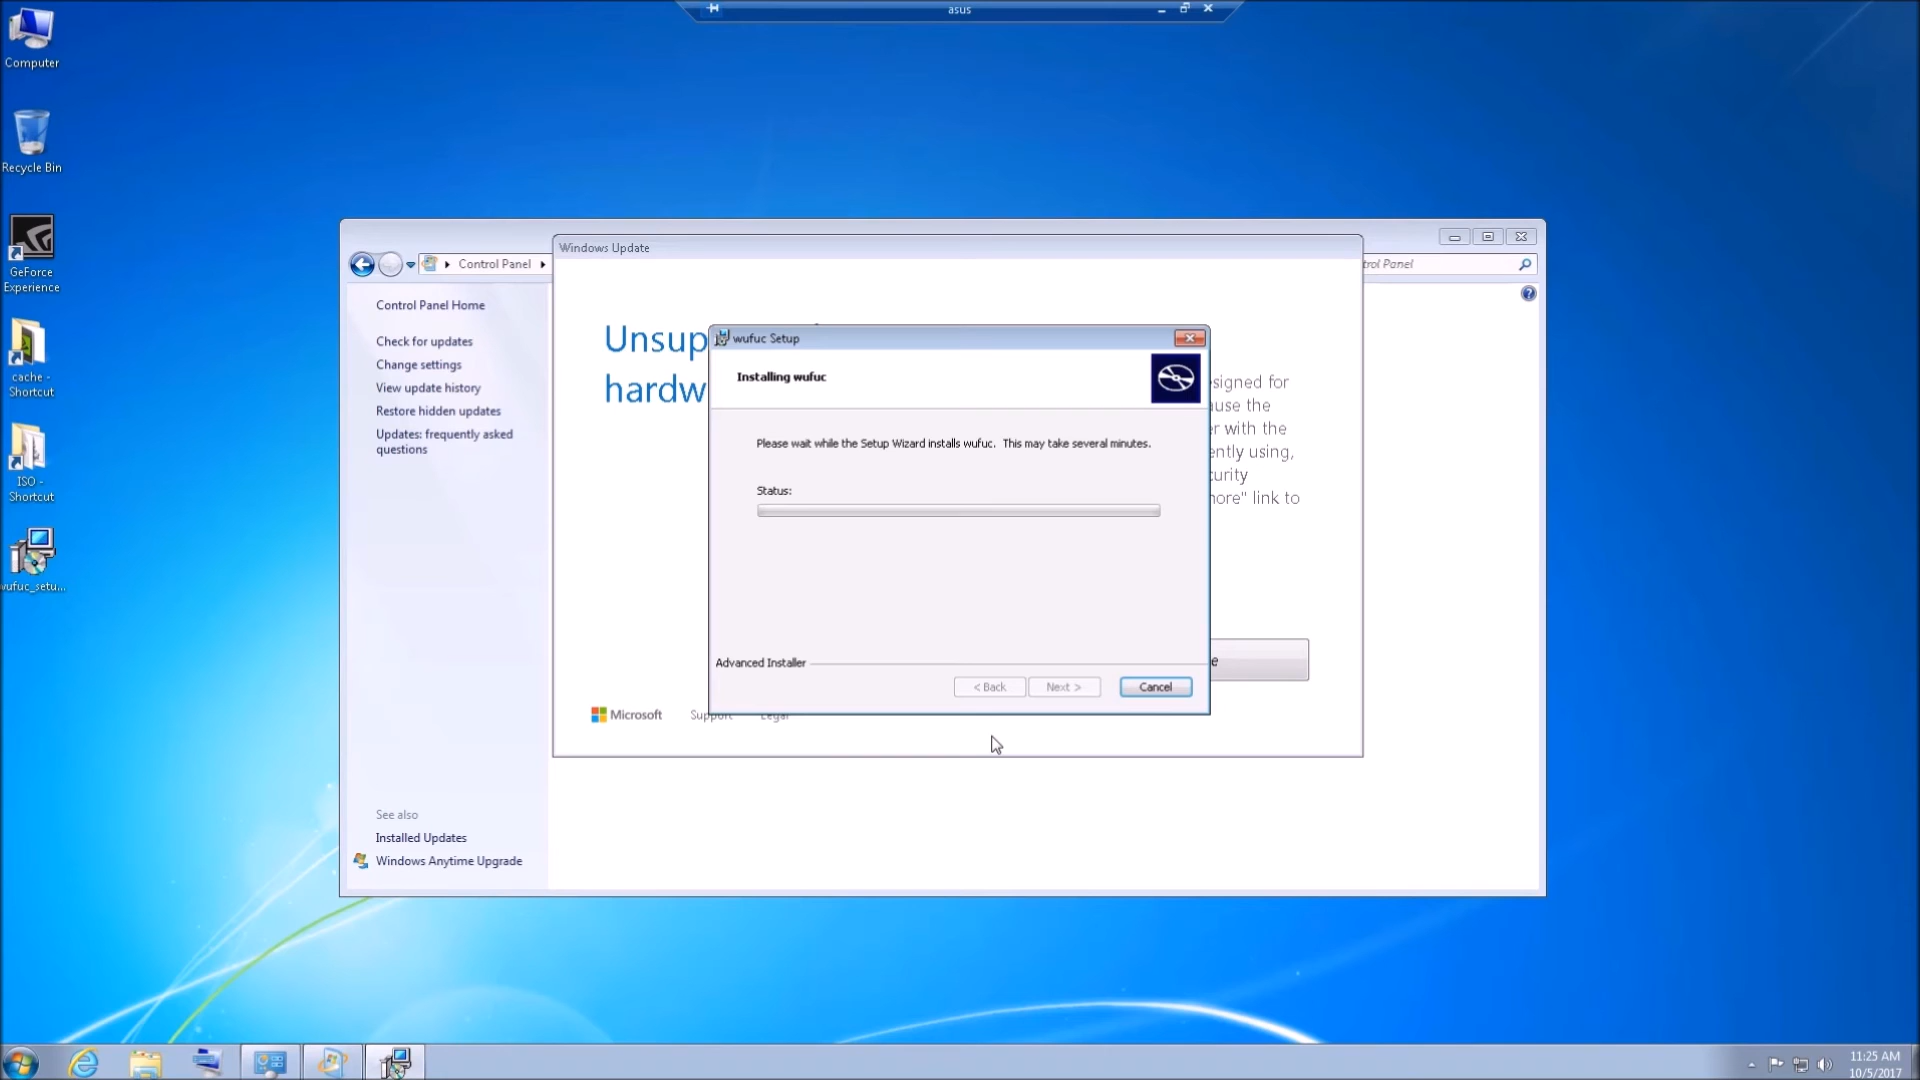 asus
Computer
Recycle Bin
GeForce
Experience
cache -
Shortcut
ISO -
Shortcut
wufuc_setu...
Control Panel
Control Panel Home
Check for updates
Change settings
View update history
Restore hidden updates
Updates: frequently asked
questions
See also
Installed Updates
Windows Anytime Upgrade
Windows Update
trol Panel
Unsup
hardw
signed for
ause the
r with the
ently using,
curity
nore" link to
e
Microsoft
Support
Legal
wufuc Setup
Installing wufuc
Please wait while the Setup Wizard installs wufuc. This may take several minutes.
Status:
Advanced Installer
< Back
Next >
Cancel
11:25 AM
10/5/2017